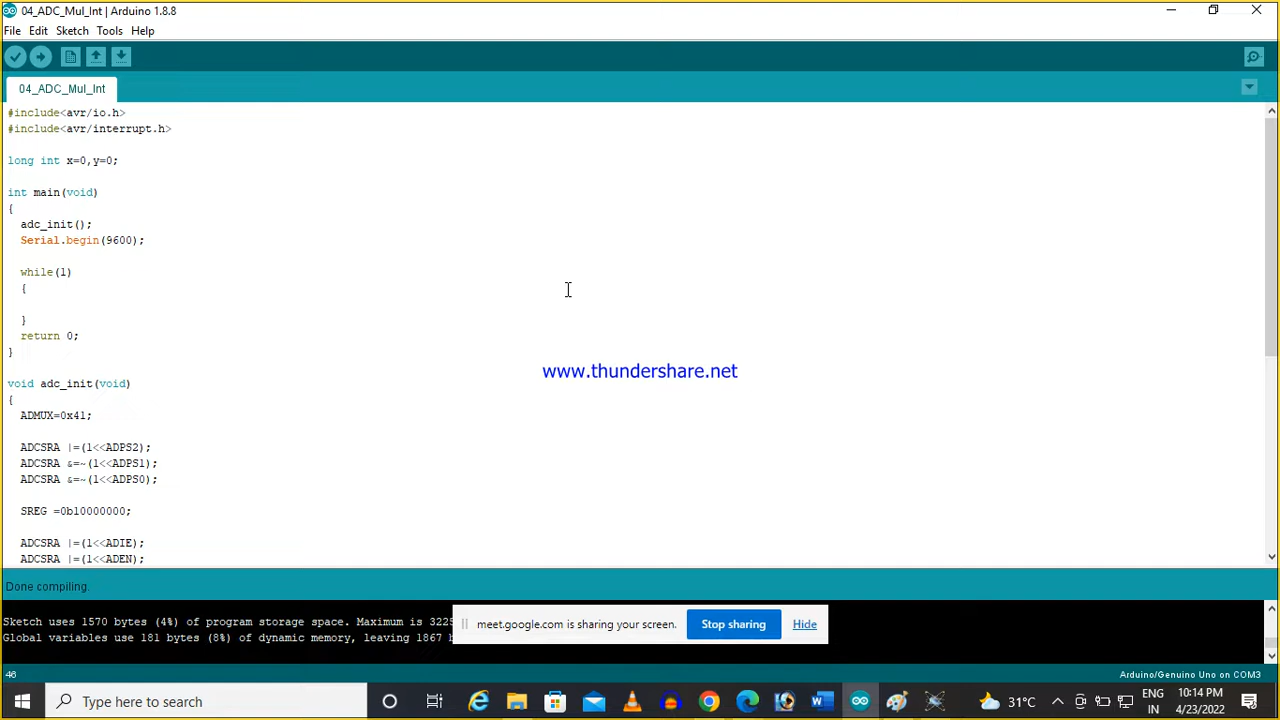 04_ADC_Mul_Int | Arduino 1.8.8
File Edit Sketch Tools Help
04_ADC_Mul_Int
#include<avr/io.h>
#include<avr/interrupt.h>
long int x=0,y=0;
int main(void)
{
adc_init();
Serial.begin(9600);
while(1)
{
}
return 0;
}
www.thundershare.net
void adc_init(void)
{
ADMUX=0x41;
ADCSRA |=(1<<ADPS2);
ADCSRA &=~(1<<ADPS1);
ADCSRA &=~(1<<ADPS0);
SREG =0b10000000;
ADCSRA |=(1<<ADIE);
ADCSRA |=(1<<ADEN);
Done compiling.
Sketch uses 1570 bytes (4%) of program storage space. Maximum is 3225
Global variables use 181 bytes (8%) of dynamic memory, leaving 1867 b
meet.google.com is sharing your screen. Stop sharing Hide
46 Arduino/Genuino Uno on COM3
Type here to search 31°C ENG IN 10:14 PM 4/23/2022